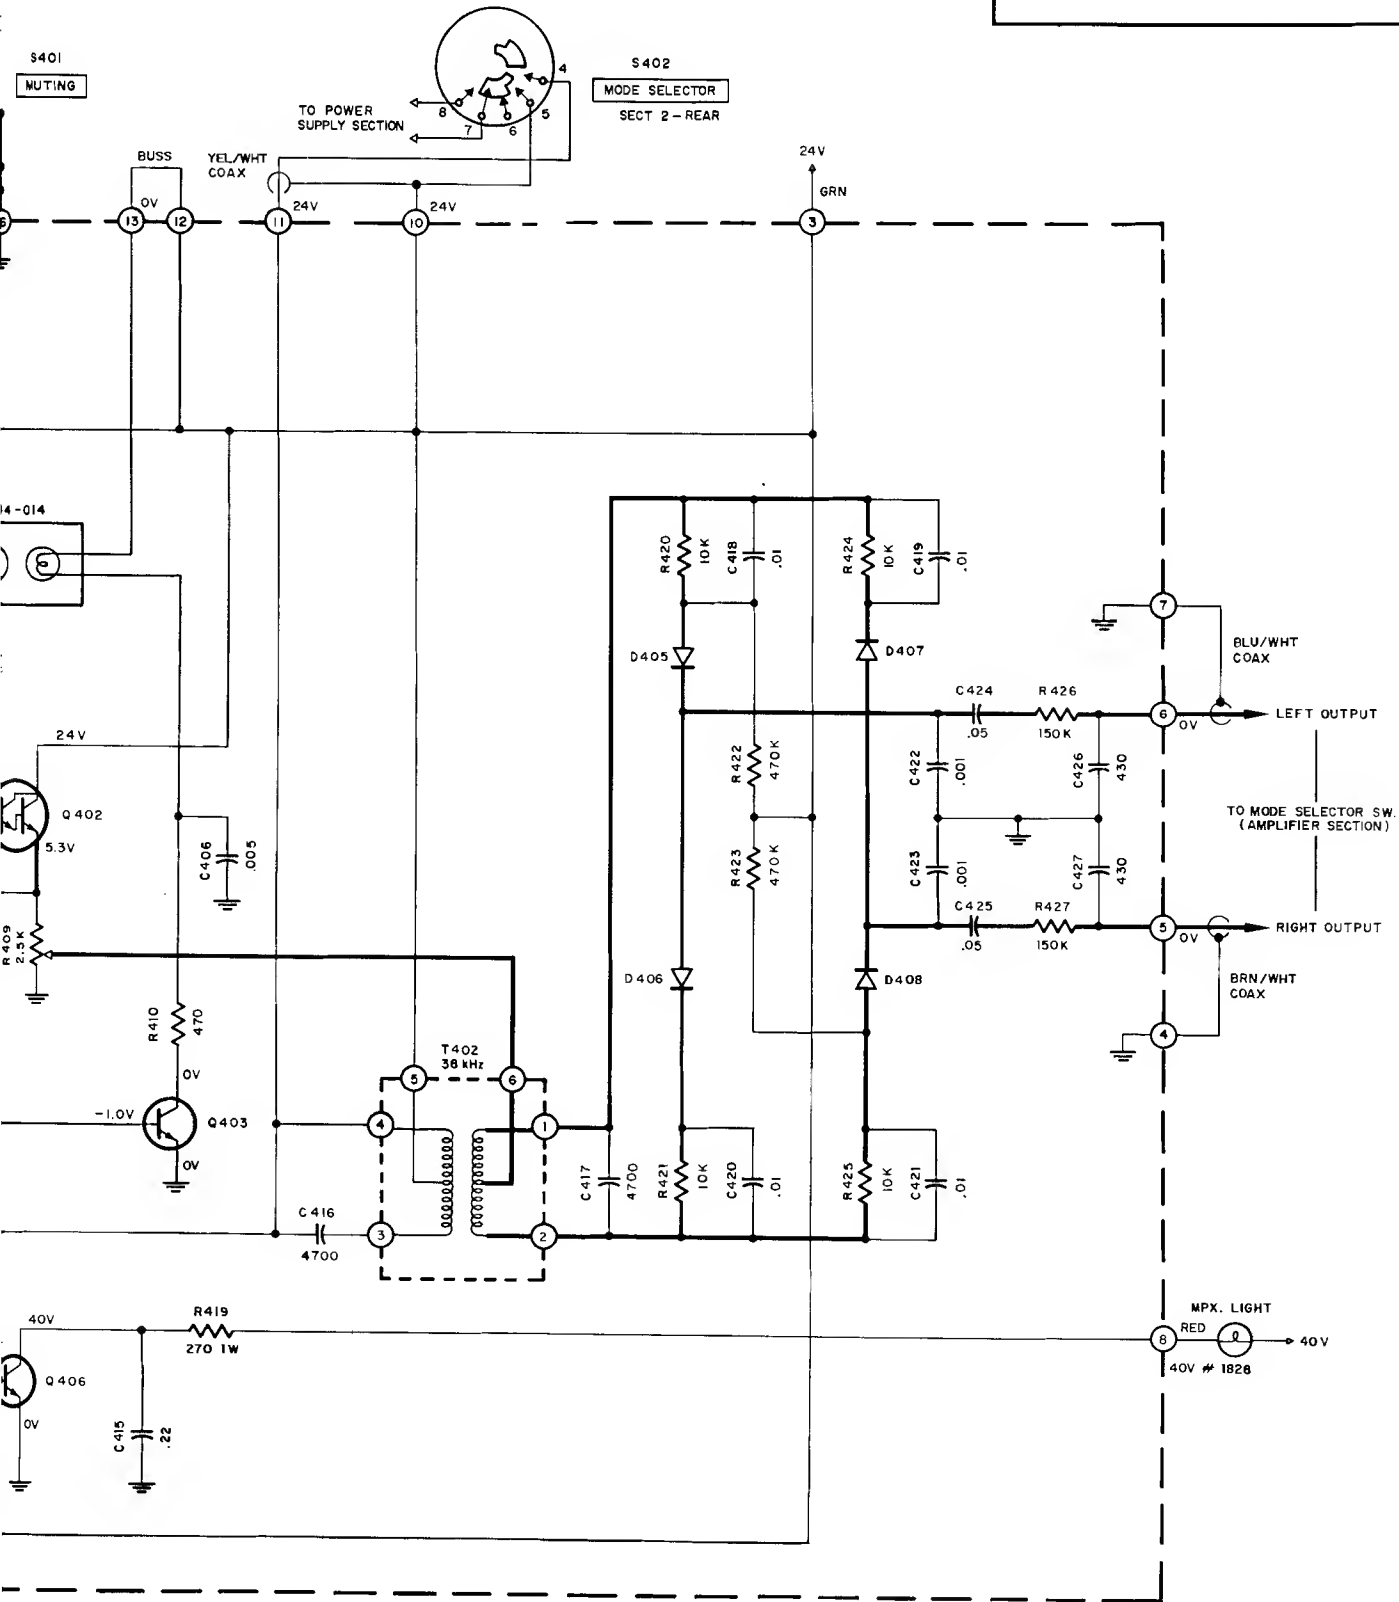 S401
MUTING
S402
MODE SELECTOR
SECT 2-REAR
4
5
6
7
8
TO POWER
SUPPLY SECTION
BUSS
YEL/WHT
COAX
24V
GRN
0V
24V
24V
13
12
11
10
3
14-014
R420
10K
C418
.01
R424
10K
C419
.01
7
BLU/WHT
COAX
D405
D407
C424
.05
R426
150K
6
0V
LEFT OUTPUT
24V
R422
470K
C422
.001
C426
430
Q402
5.3V
TO MODE SELECTOR SW.
(AMPLIFIER SECTION)
C406
.005
R423
470K
C423
.001
C427
430
C425
.05
R427
150K
5
0V
RIGHT OUTPUT
R409
2.5K
D406
D408
BRN/WHT
COAX
R410
470
4
T402
38 kHz
5
6
0V
-1.0V
Q403
0V
4
1
C417
4700
R421
10K
C420
.01
R425
10K
C421
.01
C416
4700
3
2
40V
R419
270 1W
MPX. LIGHT
8
RED
40V
40V # 1828
Q406
0V
C415
.22